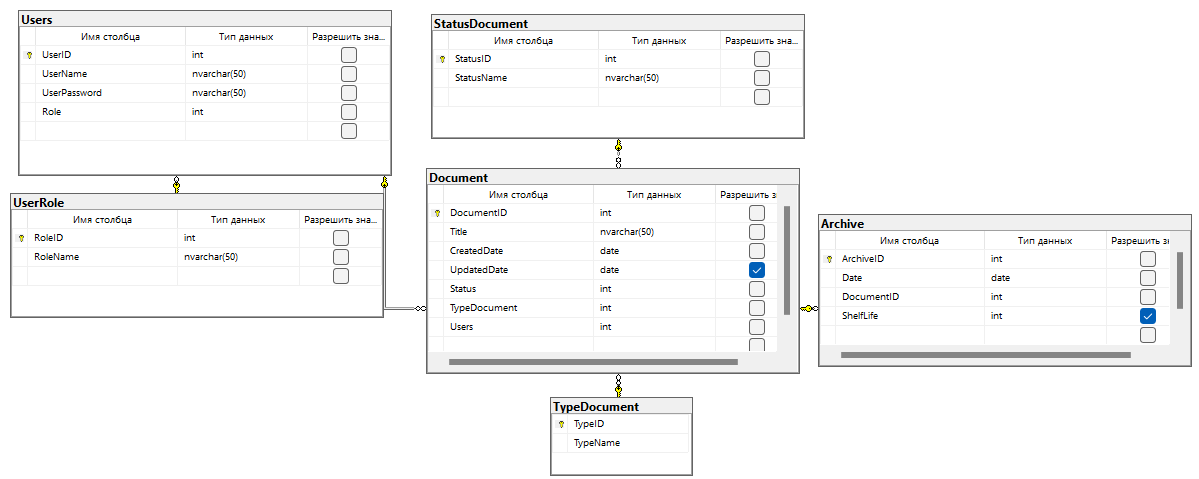 Users
Имя столбца Тип данных Разрешить зна...
UserID int
UserName nvarchar(50)
UserPassword nvarchar(50)
Role int
UserRole
Имя столбца Тип данных Разрешить зна...
RoleID int
RoleName nvarchar(50)
StatusDocument
Имя столбца Тип данных Разрешить зна...
StatusID int
StatusName nvarchar(50)
Document
Имя столбца Тип данных Разрешить з
DocumentID int
Title nvarchar(50)
CreatedDate date
UpdatedDate date
Status int
TypeDocument int
Users int
TypeDocument
TypeID
TypeName
Archive
Имя столбца Тип данных Разрешить зн
ArchiveID int
Date date
DocumentID int
ShelfLife int